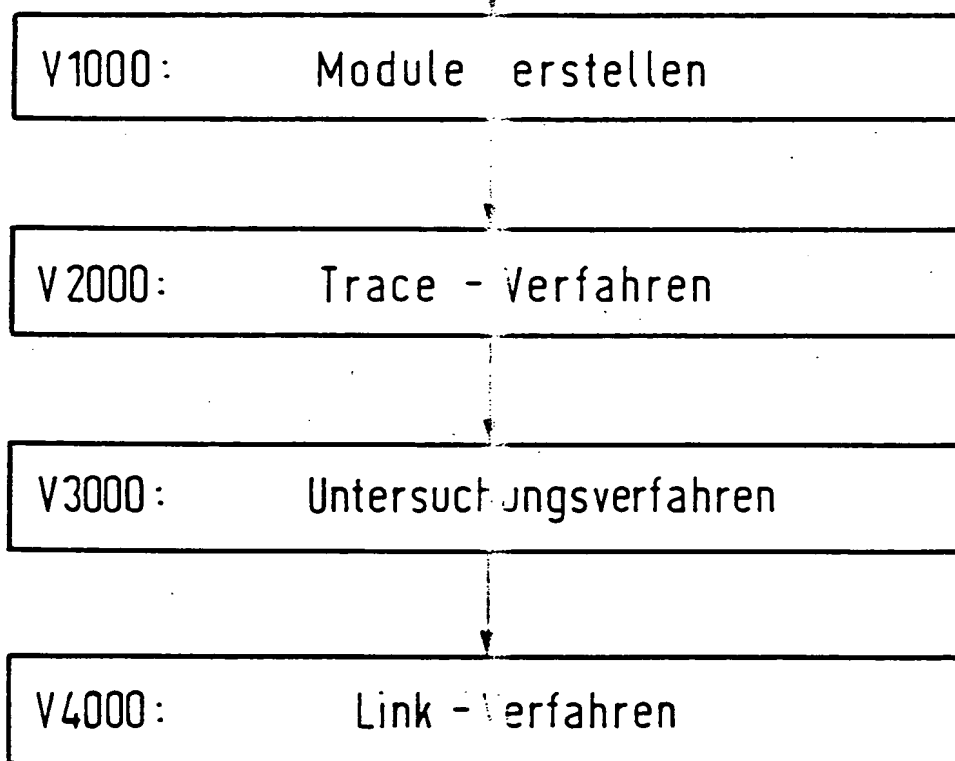 V1000: Module erstellen
V2000: Trace - Verfahren
V3000: Untersuchungsverfahren
V4000: Link - Verfahren